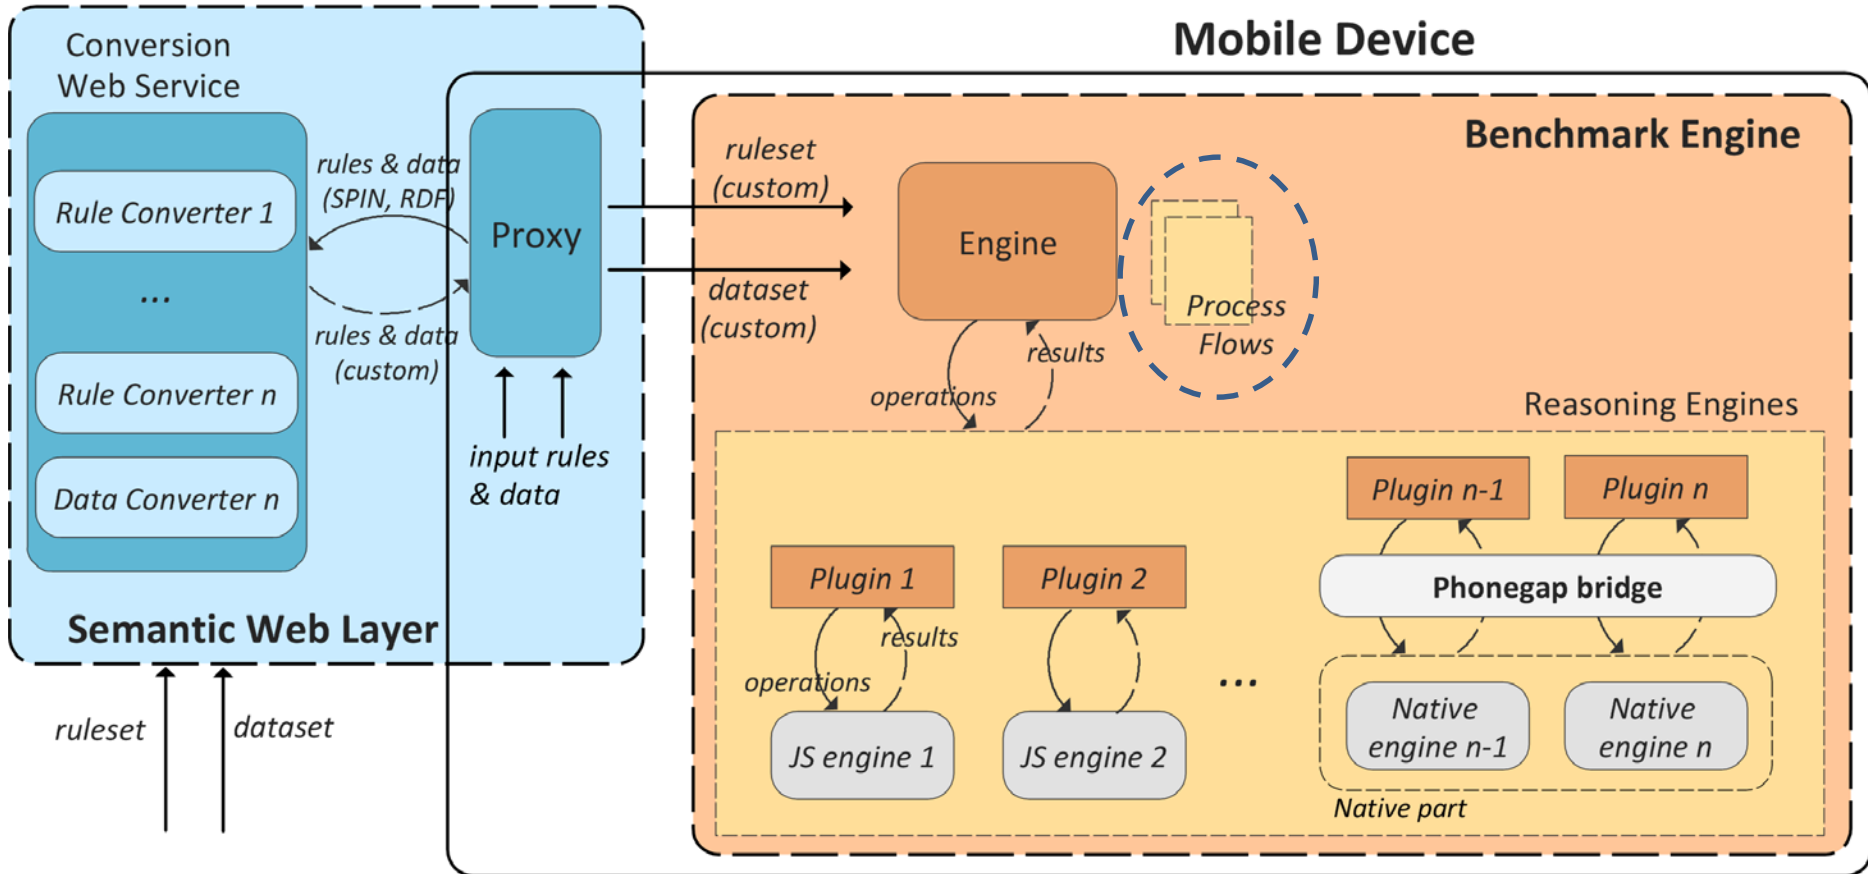 Mobile Device
Conversion
Web Service
Rule Converter 1
...
Rule Converter n
Data Converter n
rules & data
(SPIN, RDF)
rules & data
(custom)
Proxy
input rules
& data
Semantic Web Layer
ruleset
dataset
ruleset
(custom)
dataset
(custom)
Benchmark Engine
Engine
Process
Flows
operations
results
Reasoning Engines
Plugin 1
Plugin 2
Plugin n-1
Plugin n
Phonegap bridge
results
operations
...
JS engine 1
JS engine 2
Native
engine n-1
Native
engine n
Native part